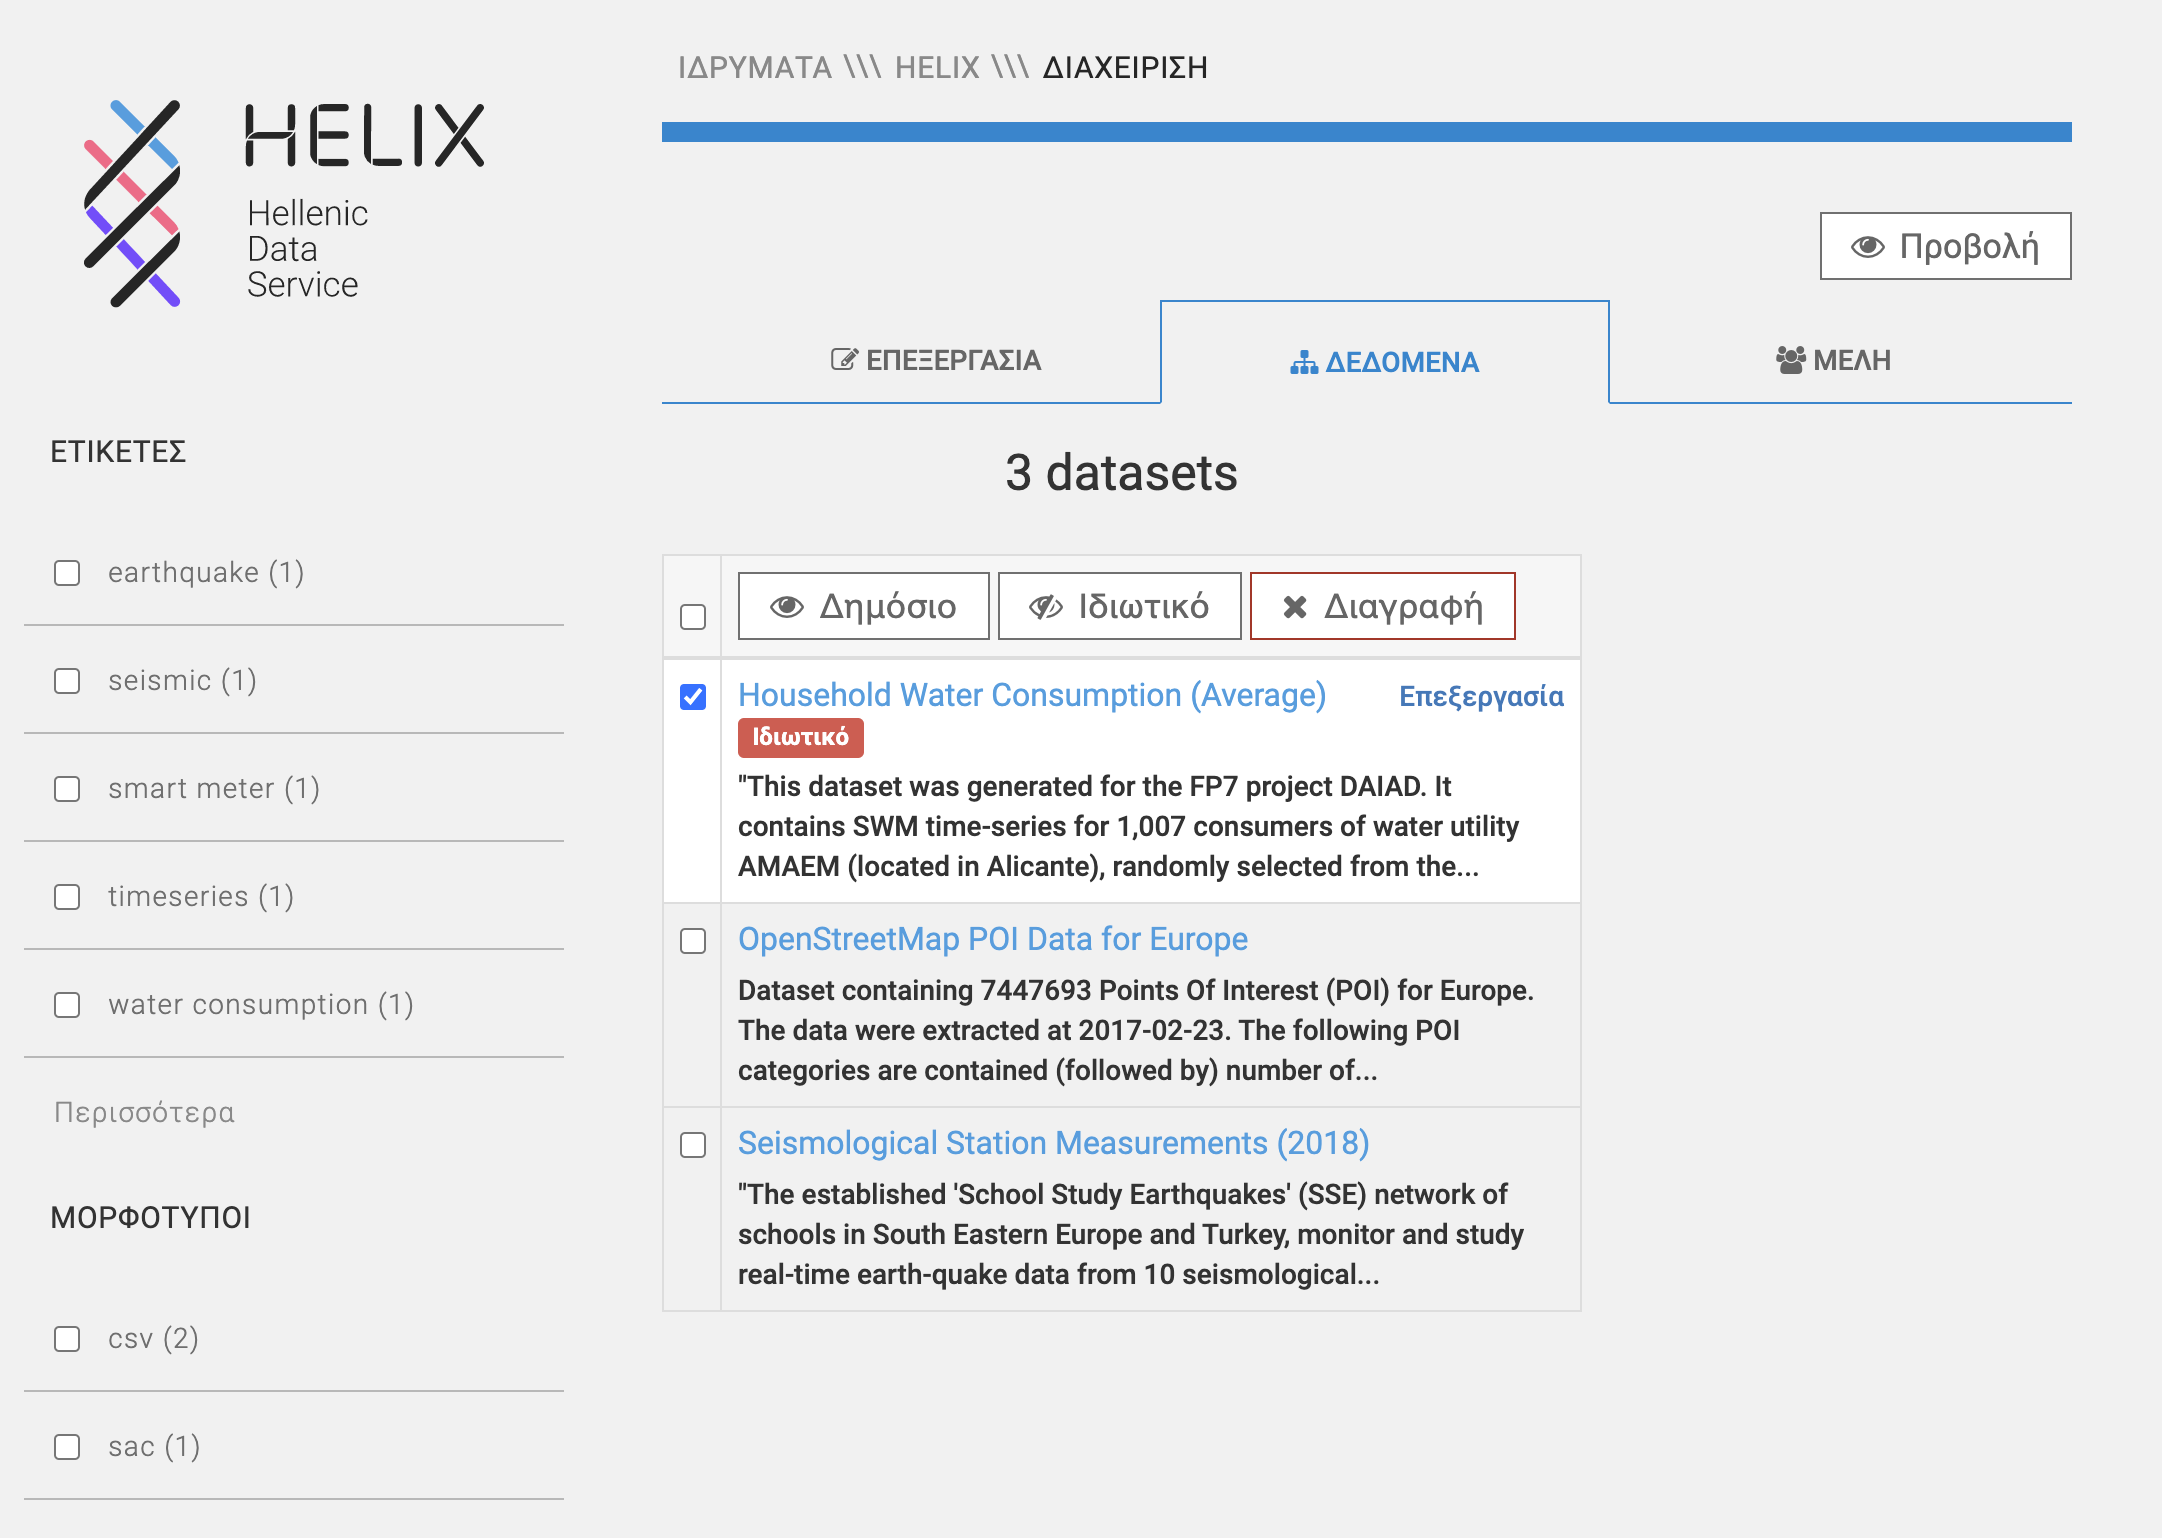 HELIX
Hellenic
Data
Service
ΙΔΡΥΜΑΤΑ \\\ HELIX \\\ ΔΙΑΧΕΙΡΙΣΗ
Προβολή
ΕΠΕΞΕΡΓΑΣΙΑ
ΔΕΔΟΜΕΝΑ
ΜΕΛΗ
ΕΤΙΚΕΤΕΣ
earthquake (1)
seismic (1)
smart meter (1)
timeseries (1)
water consumption (1)
Περισσότερα
ΜΟΡΦΟΤΥΠΟΙ
csv (2)
sac (1)
3 datasets
Δημόσιο
Ιδιωτικό
Διαγραφή
Household Water Consumption (Average)
Επεξεργασία
Ιδιωτικό
"This dataset was generated for the FP7 project DAIAD. It
contains SWM time-series for 1,007 consumers of water utility
AMAEM (located in Alicante), randomly selected from the...
OpenStreetMap POI Data for Europe
Dataset containing 7447693 Points Of Interest (POI) for Europe.
The data were extracted at 2017-02-23. The following POI
categories are contained (followed by) number of...
Seismological Station Measurements (2018)
"The established 'School Study Earthquakes' (SSE) network of
schools in South Eastern Europe and Turkey, monitor and study
real-time earth-quake data from 10 seismological...